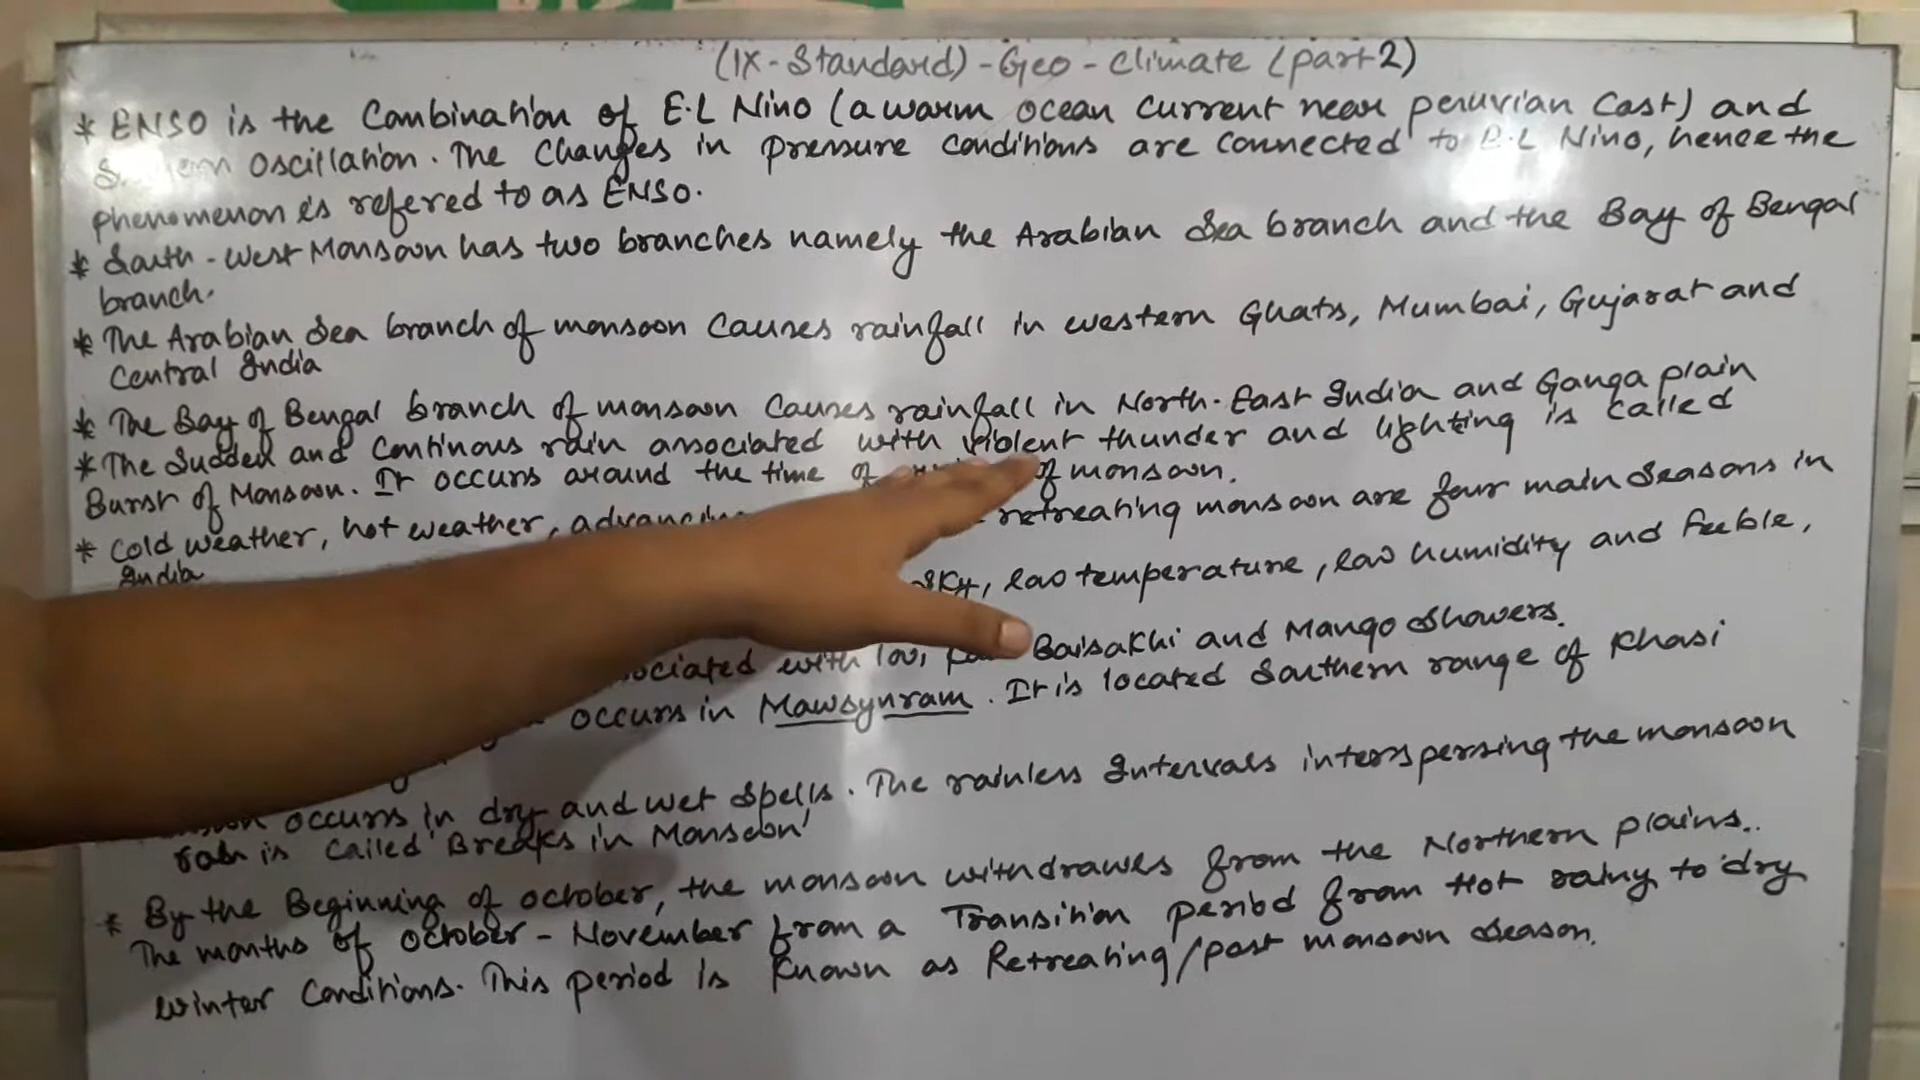 (IX-Standard)-Geo-Climate (part 2)
* ENSO is the Combination of E.L Nino (a warm ocean current near peruvian Cast) and
oscillation. The Changes in pressure conditions are connected to E.L Nino, hence the
phenomenon is refered to as ENSO.
* South-West Monsoon has two branches namely the Arabian Sea branch and the Bay of Bengal
branch.
* The Arabian Sea branch of monsoon causes rainfall in western Ghats, Mumbai, Gujarat and
Central India
* The Bay of Bengal branch of monsoon causes rainfall in North-East India and Ganga plain
* The Sudden and Continous rain associated with violent thunder and lighting is called
Burst of Monsoon. It occurs around the time of of monsoon.
* Cold weather, hot weather, retreating monsoon are four main seasons in
India
sky, low temperature, low humidity and feeble,
with low Baisakhi and Mango showers.
occurs in Mawsynram. It is located Southern range of Khasi
occurs in dry and wet spells. The rainless Intervals interspersing the monsoon
rain is called 'Breaks in Monsoon'
* By the Beginning of october, the monsoon withdrawes from the Northern plains..
The months of october-November from a Transition period from Hot rainy to dry
winter conditions. This period is known as Retreating/post monsoon season.